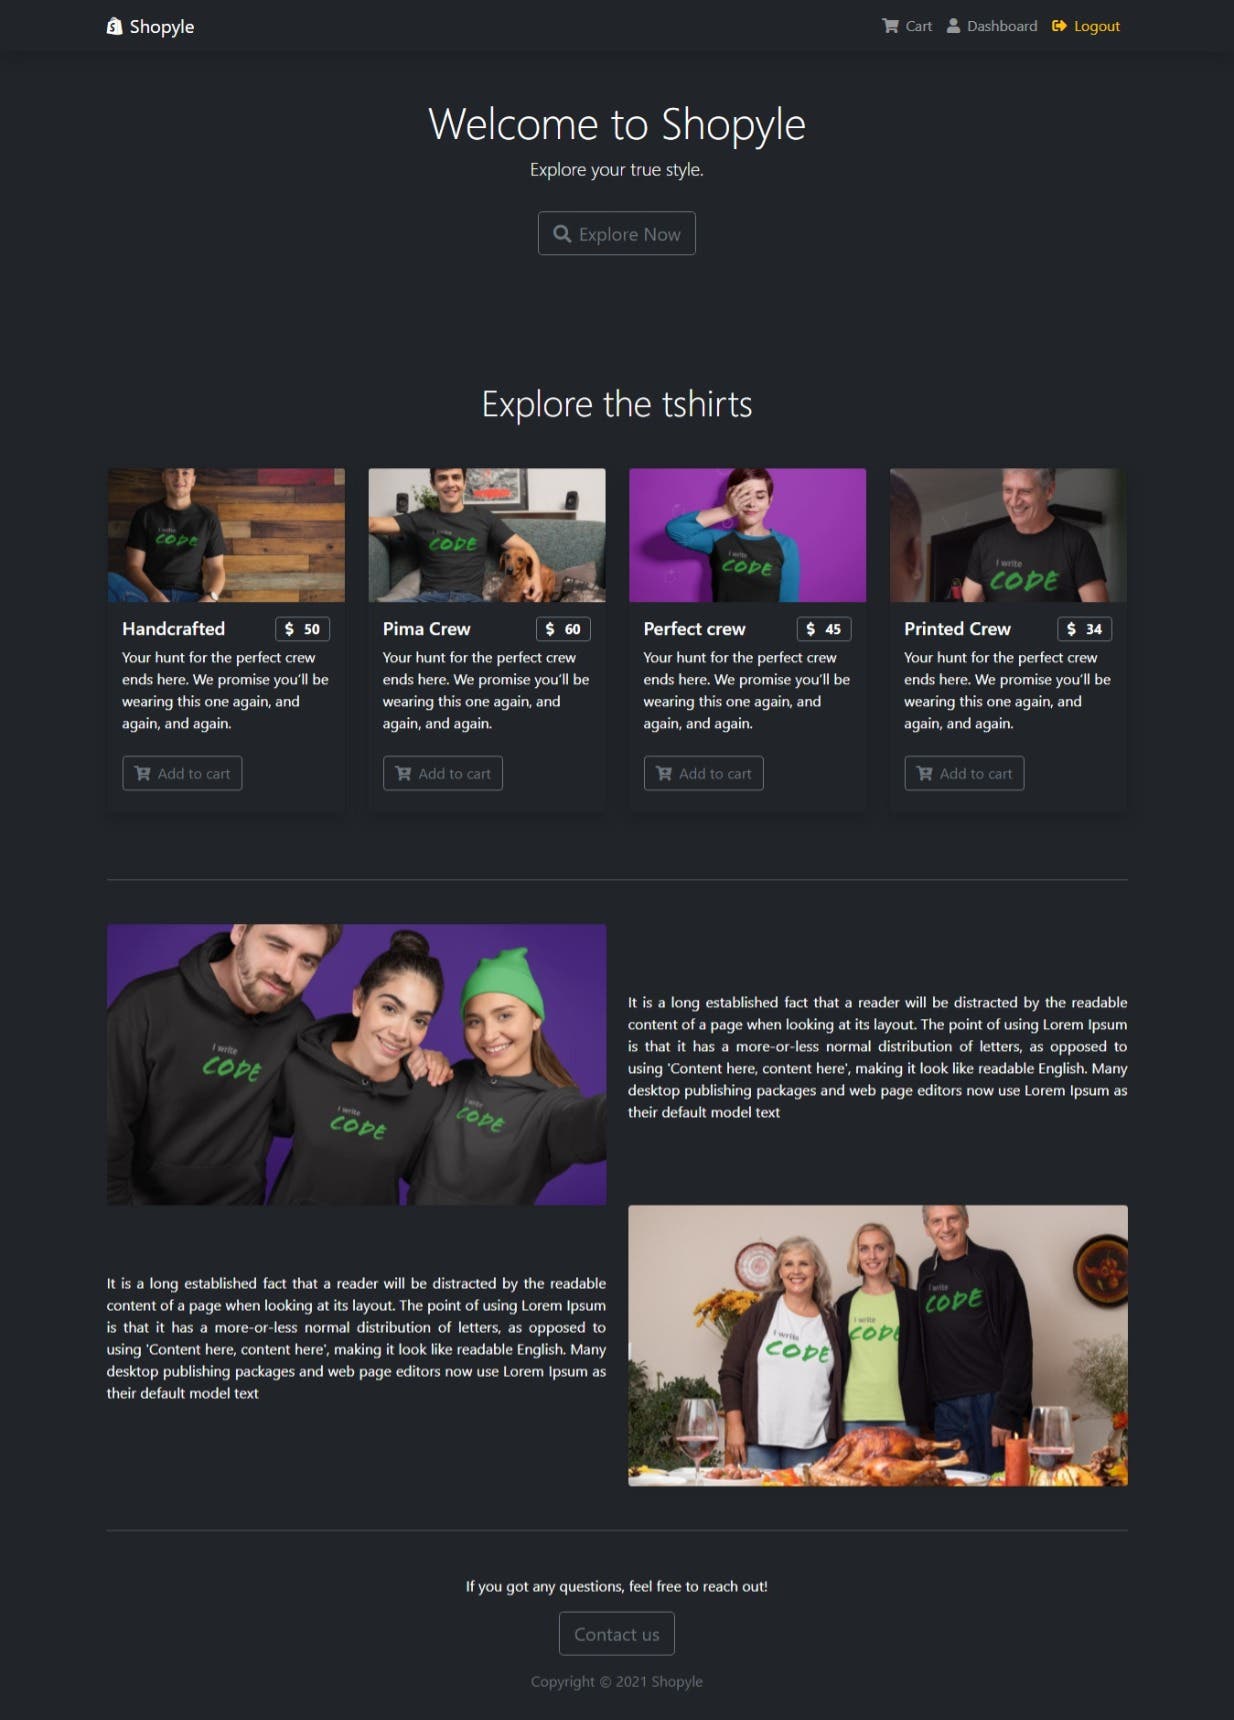 Shopyle
Cart Dashboard Logout
Welcome to Shopyle
Explore your true style.
Explore Now
Explore the tshirts
I write
CODE
CODE
I write
CODE
I write
CODE
Handcrafted $ 50
Your hunt for the perfect crew
ends here. We promise you'll be
wearing this one again, and
again, and again.
Add to cart
Pima Crew $ 60
Your hunt for the perfect crew
ends here. We promise you'll be
wearing this one again, and
again, and again.
Add to cart
Perfect crew $ 45
Your hunt for the perfect crew
ends here. We promise you'll be
wearing this one again, and
again, and again.
Add to cart
Printed Crew $ 34
Your hunt for the perfect crew
ends here. We promise you'll be
wearing this one again, and
again, and again.
Add to cart
I write
CODE
I write
CODE
I write
CODE
It is a long established fact that a reader will be distracted by the readable
content of a page when looking at its layout. The point of using Lorem Ipsum
is that it has a more-or-less normal distribution of letters, as opposed to
using 'Content here, content here', making it look like readable English. Many
desktop publishing packages and web page editors now use Lorem Ipsum as
their default model text
It is a long established fact that a reader will be distracted by the readable
content of a page when looking at its layout. The point of using Lorem Ipsum
is that it has a more-or-less normal distribution of letters, as opposed to
using 'Content here, content here', making it look like readable English. Many
desktop publishing packages and web page editors now use Lorem Ipsum as
their default model text
I write
CODE
I write
CODE
I write
CODE
If you got any questions, feel free to reach out!
Contact us
Copyright © 2021 Shopyle